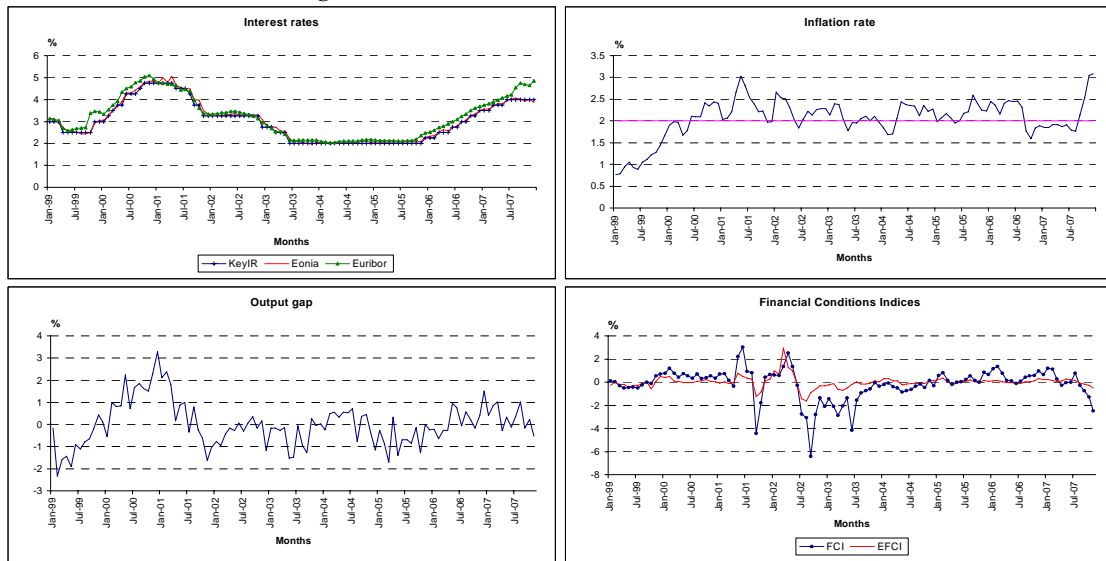 Interest rates
%
6
5
4
3
2
1
0
Jan-99
Jul-99
Jan-00
Jul-00
Jan-01
Jul-01
Jan-02
Jul-02
Jan-03
Jul-03
Jan-04
Jul-04
Jan-05
Jul-05
Jan-06
Jul-06
Jan-07
Jul-07
Months
KeyIR Eonia Euribor
Inflation rate
%
3.5
3
2.5
2
1.5
1
0.5
0
Jan-99
Jul-99
Jan-00
Jul-00
Jan-01
Jul-01
Jan-02
Jul-02
Jan-03
Jul-03
Jan-04
Jul-04
Jan-05
Jul-05
Jan-06
Jul-06
Jan-07
Jul-07
Months
Output gap
%
4
3
2
1
0
-1
-2
-3
Jan-99
Jul-99
Jan-00
Jul-00
Jan-01
Jul-01
Jan-02
Jul-02
Jan-03
Jul-03
Jan-04
Jul-04
Jan-05
Jul-05
Jan-06
Jul-06
Jan-07
Jul-07
Months
Financial Conditions Indices
%
4
2
0
-2
-4
-6
-8
Jan-99
Jul-99
Jan-00
Jul-00
Jan-01
Jul-01
Jan-02
Jul-02
Jan-03
Jul-03
Jan-04
Jul-04
Jan-05
Jul-05
Jan-06
Jul-06
Jan-07
Jul-07
Months
FCI EFCI